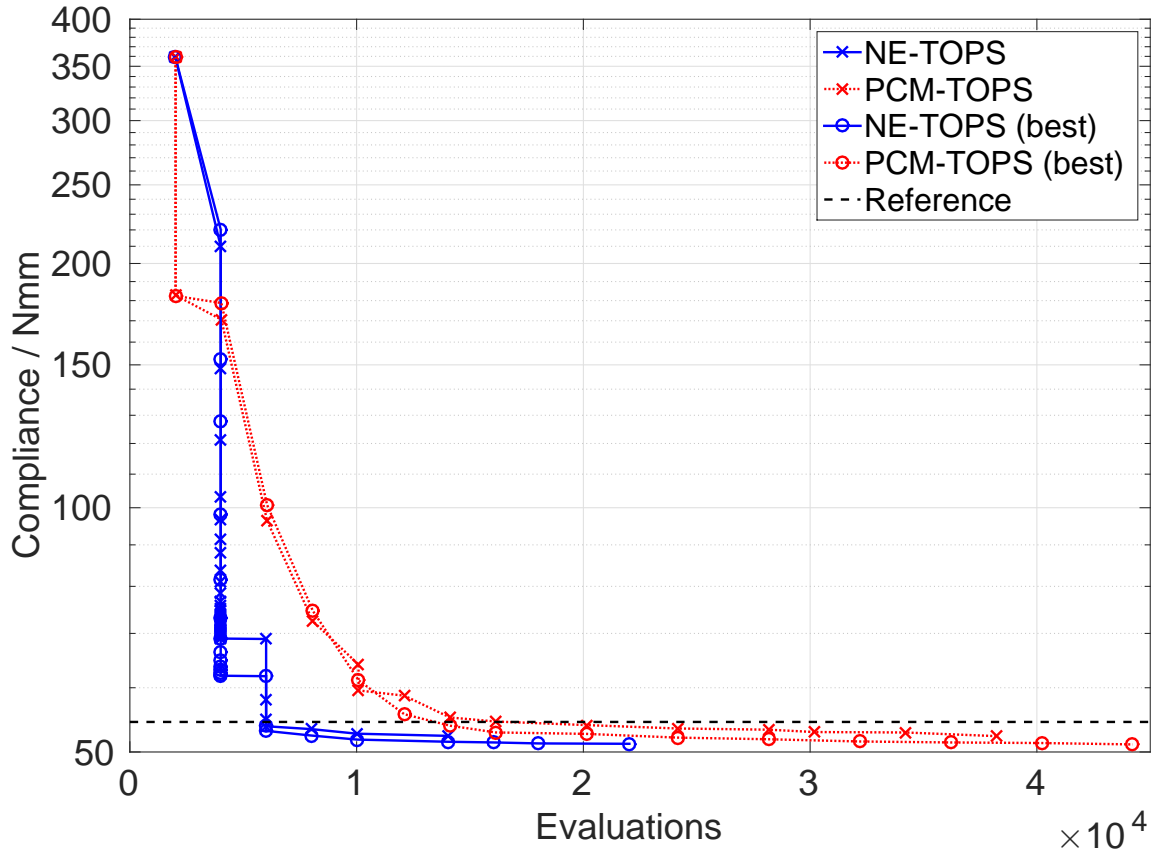 400
350
300
250
200
150
100
50
Compliance / Nmm
NE-TOPS
PCM-TOPS
NE-TOPS (best)
PCM-TOPS (best)
Reference
0 1 2 3 4
Evaluations
×10⁴